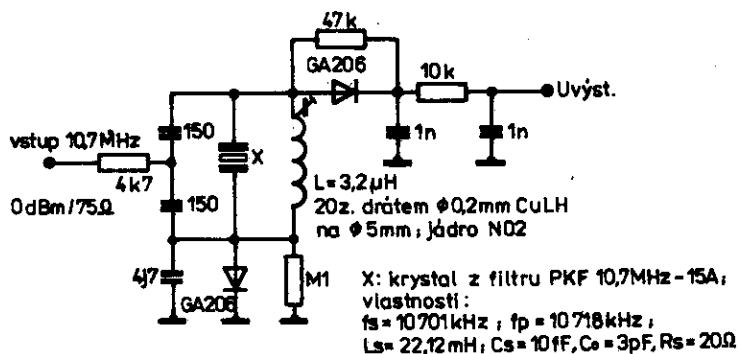 47k
GA206
10k
Uvýst.
150
1n
1n
vstup 10,7MHz
X
4k7
L=3,2µH
0dBm/75Ω
150
20z. drátem ϕ0,2mm CuLH
na ϕ5mm; jádro N02
4j7
M1
GA206
X: krystal z filtru PKF 10,7MHz-15A;
vlastnosti:
fs=10701kHz; fp=10718kHz;
Ls=22,12mH; Cs=10fF, Co=3pF, Rs=20Ω